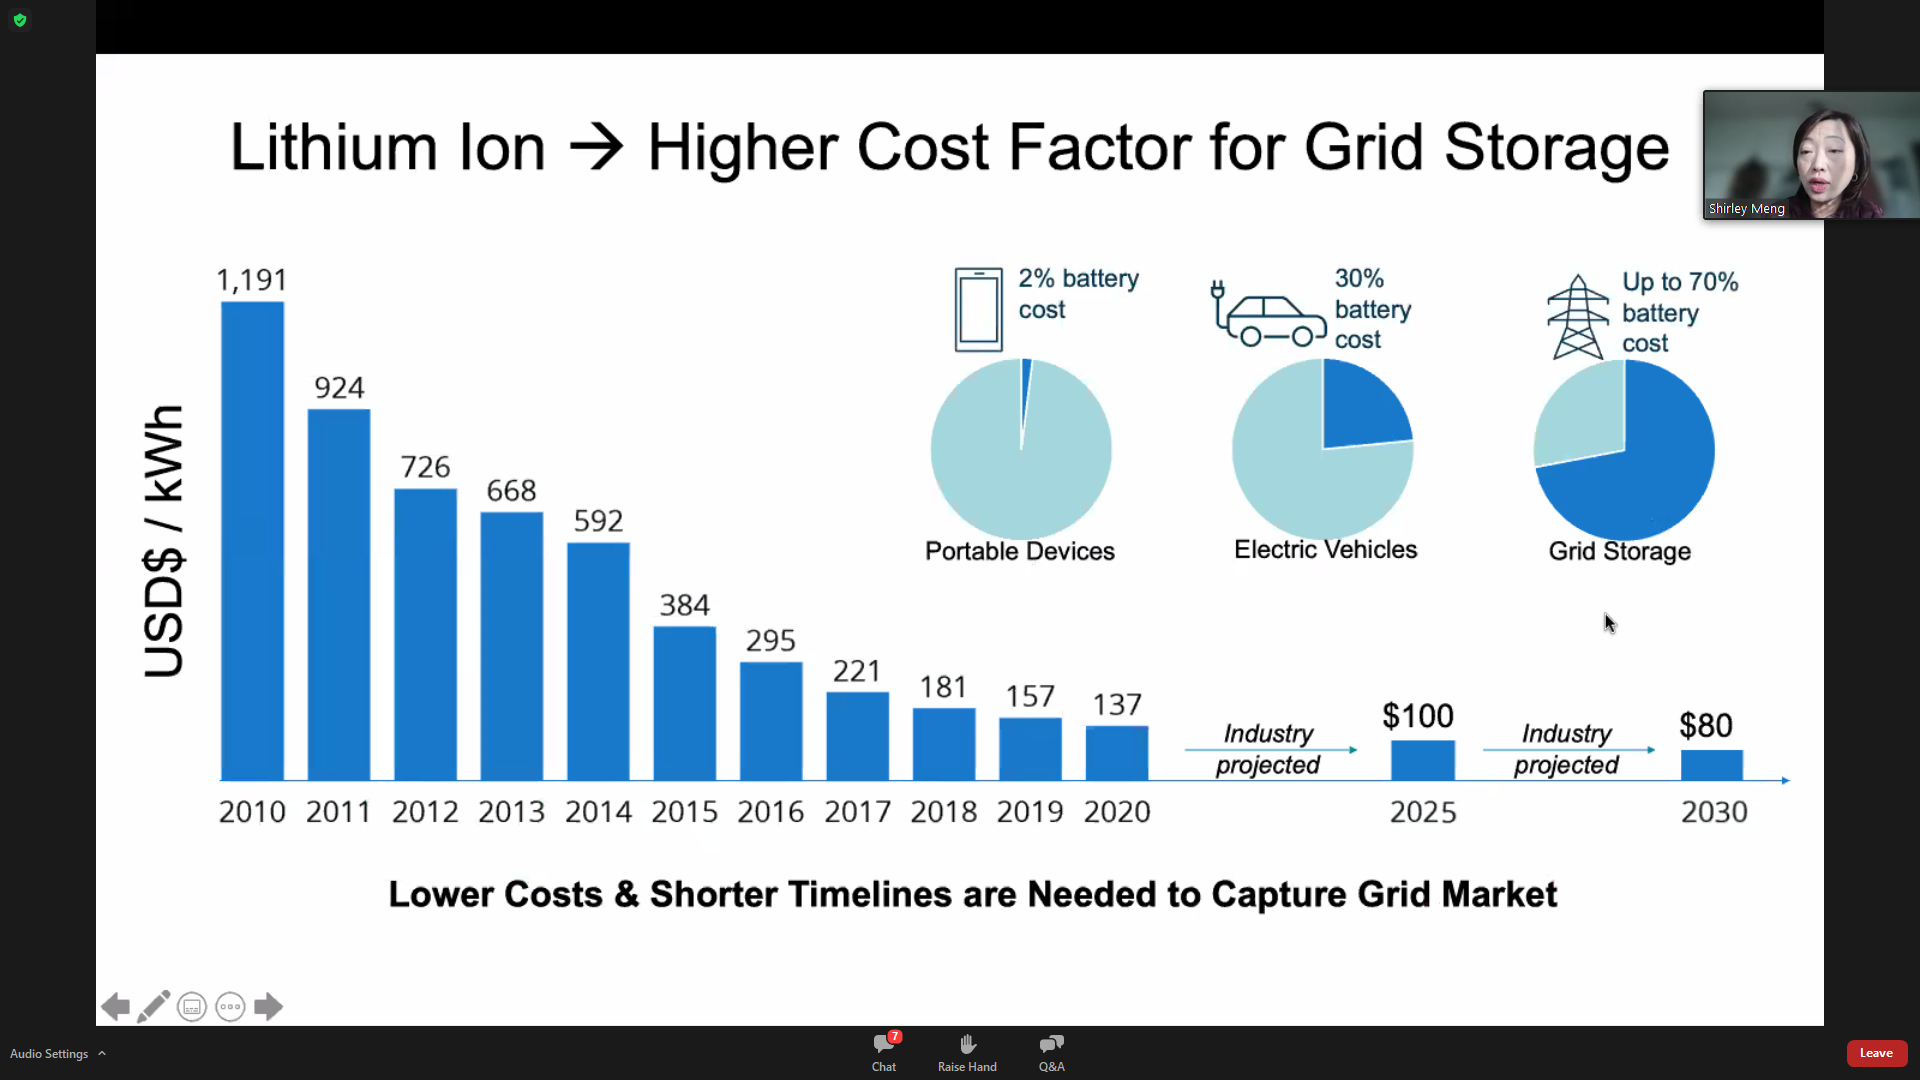 Lithium Ion → Higher Cost Factor for Grid Storage
Shirley Meng
USD$ / kWh
1,191
924
726
668
592
384
295
221
181
157
137
$100
$80
Industry
projected
Industry
projected
2010
2011
2012
2013
2014
2015
2016
2017
2018
2019
2020
2025
2030
2% battery
cost
Portable Devices
30%
battery
cost
Electric Vehicles
Up to 70%
battery
cost
Grid Storage
Lower Costs & Shorter Timelines are Needed to Capture Grid Market
Audio Settings
7
Chat
Raise Hand
Q&A
Leave